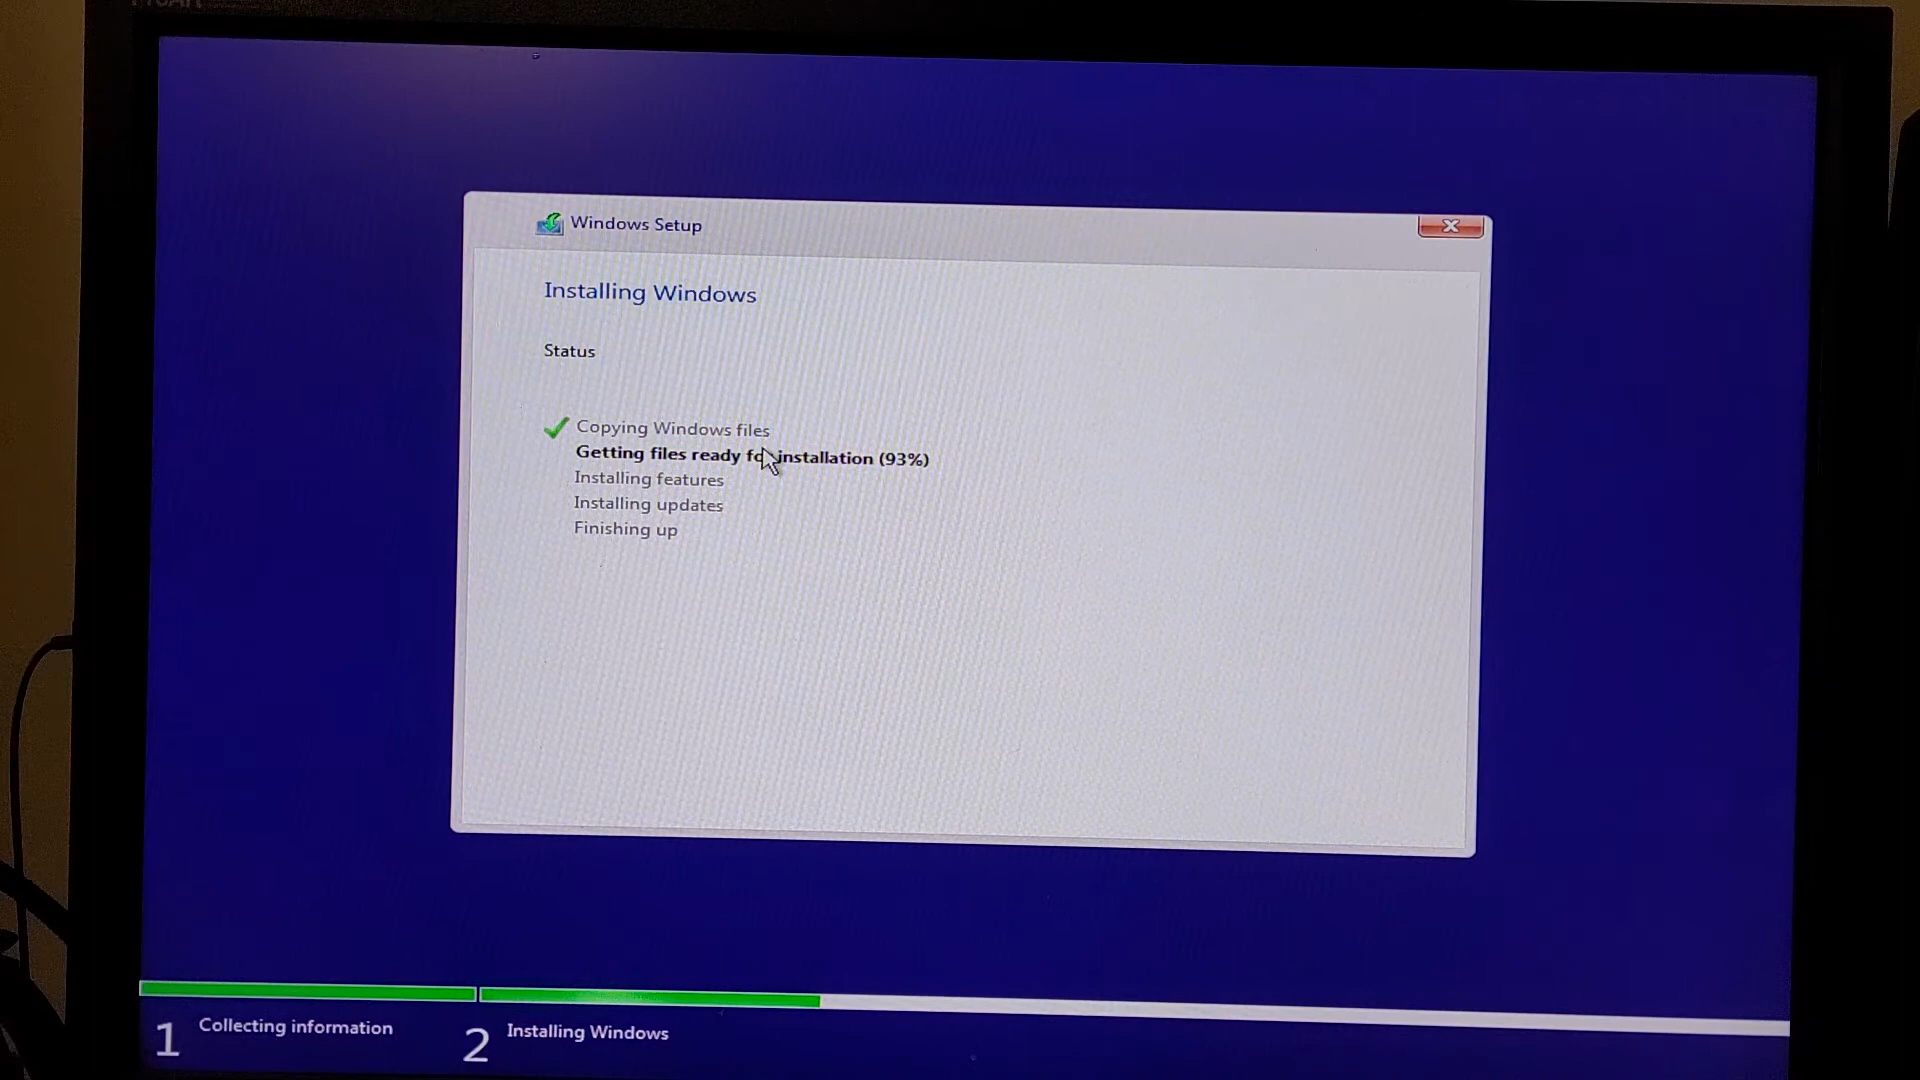 Windows Setup
Installing Windows
Status
Copying Windows files
Getting files ready for installation (93%)
Installing features
Installing updates
Finishing up
1 Collecting information
2 Installing Windows